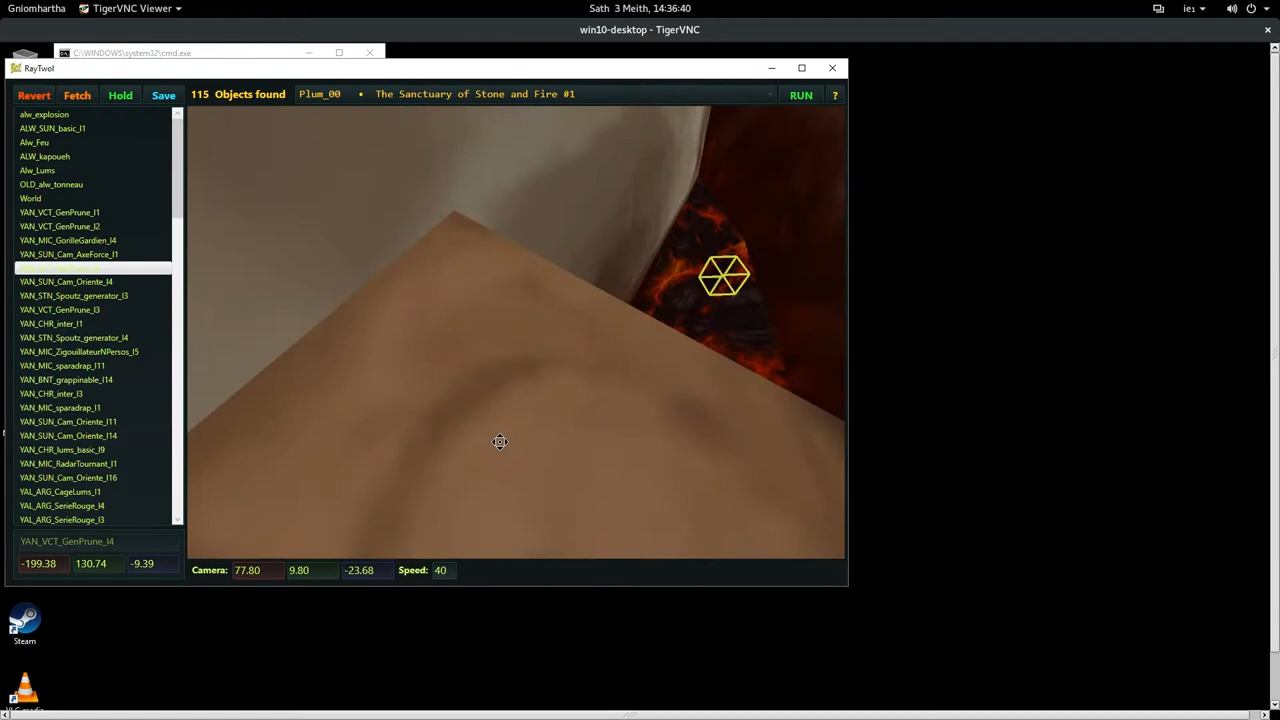 Gníomhartha TigerVNC Viewer Sath 3 Meith, 14:36:40 ie1
win10-desktop - TigerVNC
C:\WINDOWS\system32\cmd.exe
RayTwol
Revert Fetch Hold Save 115 Objects found Plum_00 • The Sanctuary of Stone and Fire #1 RUN ?
alw_explosion
ALW_SUN_basic_I1
Alw_Feu
ALW_kapoueh
Alw_Lums
OLD_alw_tonneau
World
YAN_VCT_GenPrune_I1
YAN_VCT_GenPrune_I2
YAN_MIC_GorilleGardien_I4
YAN_SUN_Cam_AxeForce_I1
YAN_SUN_Cam_Oriente_I4
YAN_STN_Spoutz_generator_I3
YAN_VCT_GenPrune_I3
YAN_CHR_inter_I1
YAN_STN_Spoutz_generator_I4
YAN_MIC_ZigouillateurNPersos_I5
YAN_MIC_sparadrap_I11
YAN_BNT_grappinable_I14
YAN_CHR_inter_I3
YAN_MIC_sparadrap_I1
YAN_SUN_Cam_Oriente_I11
YAN_SUN_Cam_Oriente_I14
YAN_CHR_lums_basic_I9
YAN_MIC_RadarTournant_I1
YAN_SUN_Cam_Oriente_I16
YAL_ARG_CageLums_I1
YAL_ARG_SerieRouge_I4
YAL_ARG_SerieRouge_I3
YAN_VCT_GenPrune_I4
-199.38 130.74 -9.39
Camera: 77.80 9.80 -23.68 Speed: 40
Steam